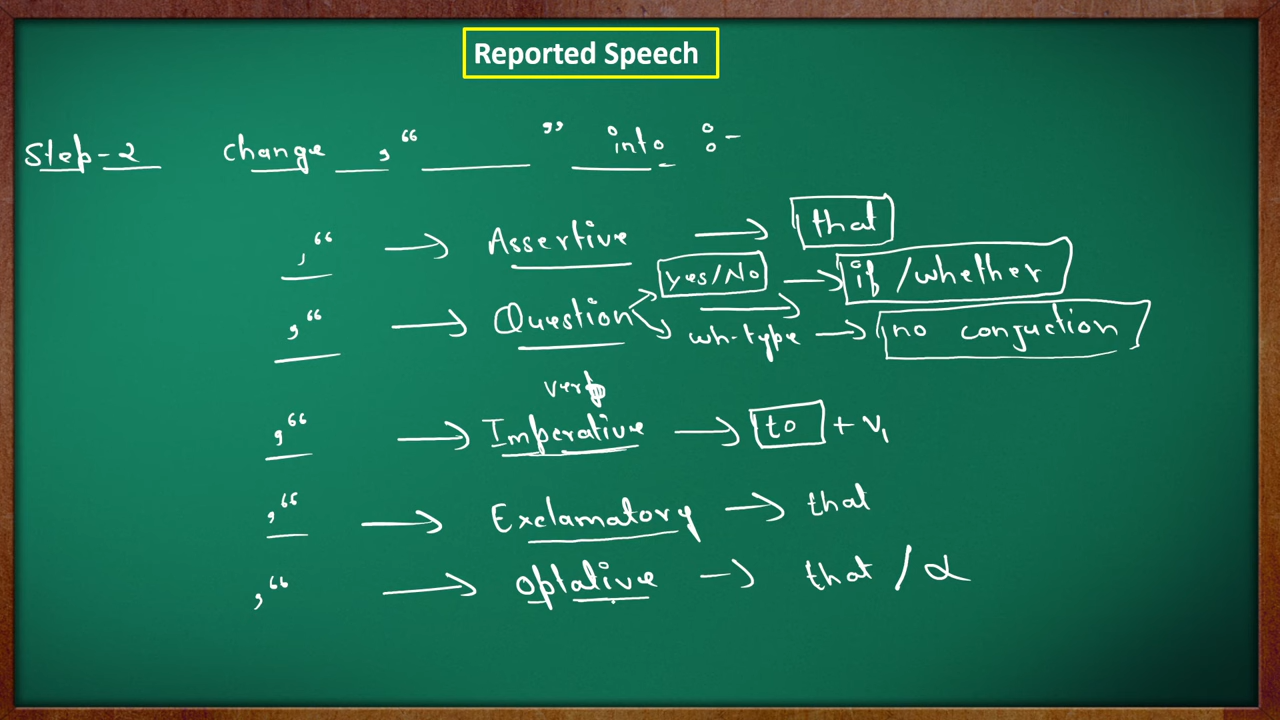 Reported Speech
Step-2 change ,“ ” into :-
,“ → Assertive → that
,“ → Question yes/No → if/whether
wh-type → no conjuction
verb
,“ → Imperative → to + V1
,“ → Exclamatory → that
,“ → optative → that / α